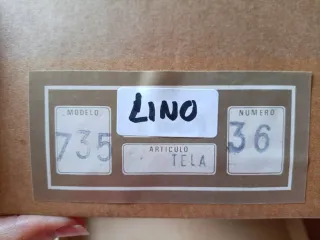 LINO
MODELO
735
ARTICULO
TELA
NUMERO
36